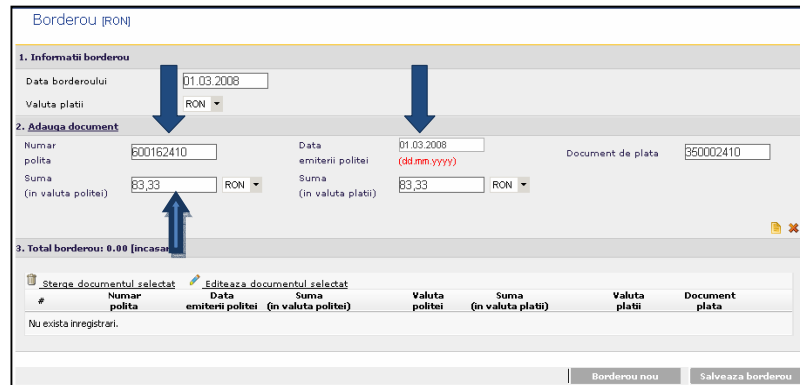 Borderou [RON]
1. Informatii borderou
Data borderoului 01.03.2008
Valuta platii RON
2. Adauga document
Numar polita 600162410 Data emiterii politei 01.03.2008 (dd.mm.yyyy) Document de plata 350002410
Suma (in valuta politei) 83,33 RON Suma (in valuta platii) 83,33 RON
3. Total borderou: 0.00 [incasar
Sterge documentul selectat Editeaza documentul selectat
# Numar polita Data emiterii politei Suma (in valuta politei) Valuta politei Suma (in valuta platii) Valuta platii Document plata
Nu exista inregistrari.
Borderou nou Salveaza borderou